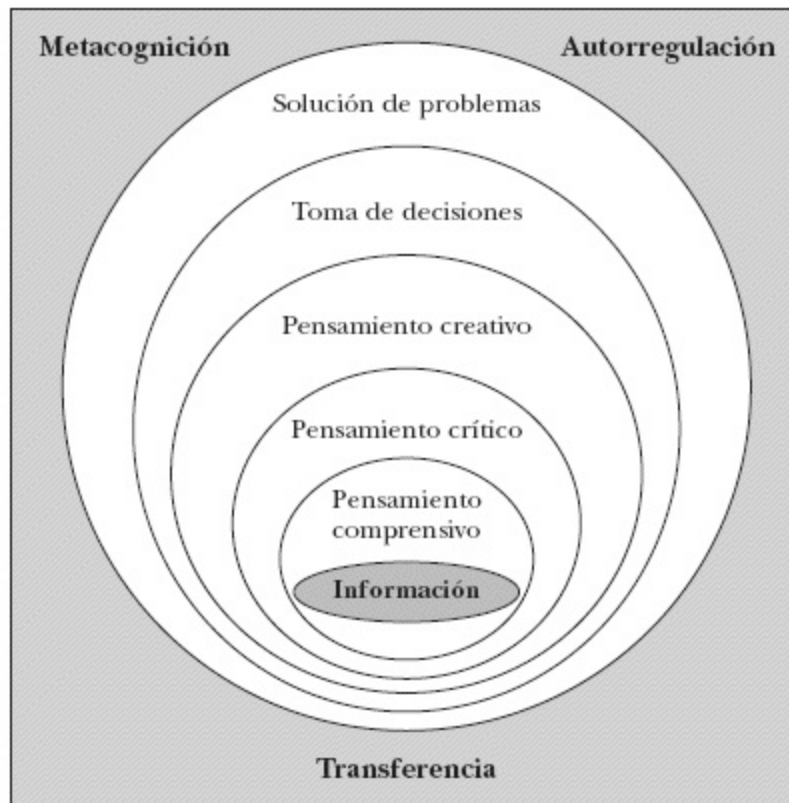 Metacognición
Autorregulación
Solución de problemas
Toma de decisiones
Pensamiento creativo
Pensamiento crítico
Pensamiento
comprensivo
Información
Transferencia